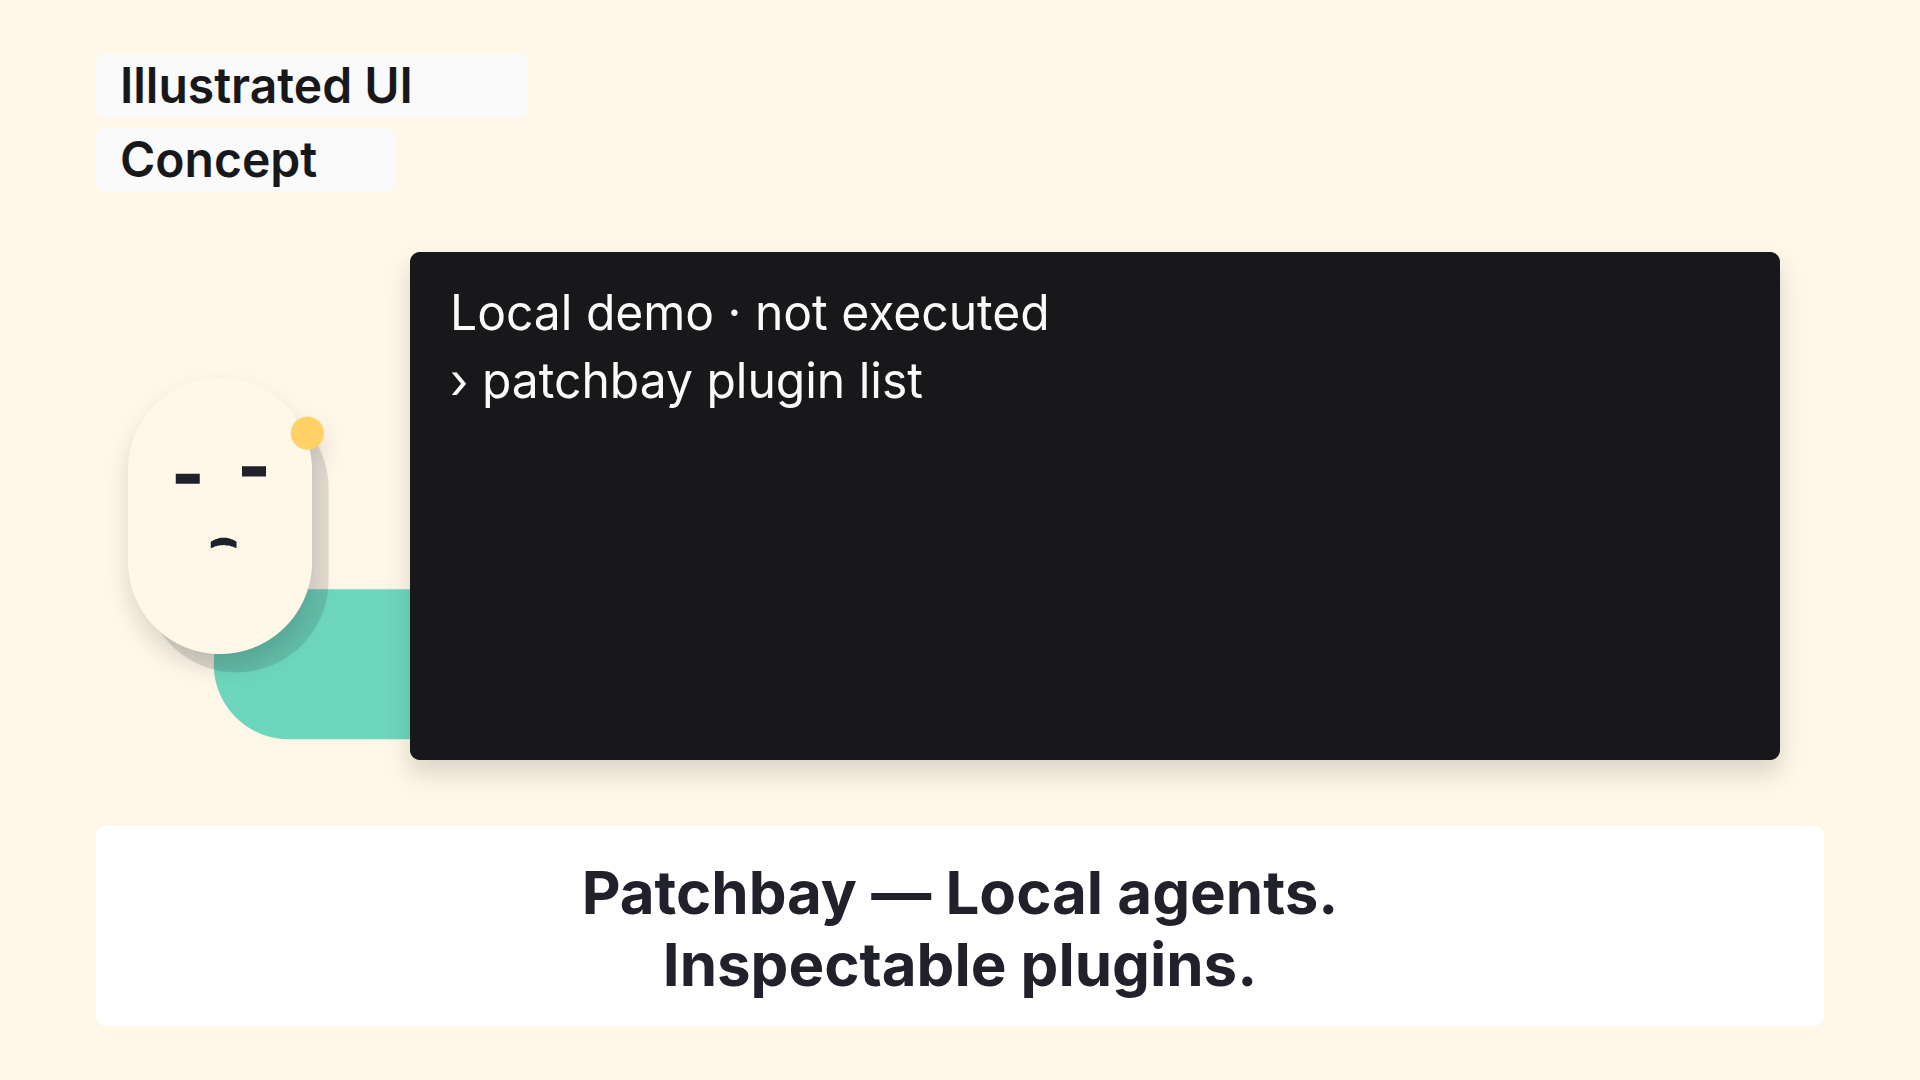 Illustrated UI
Concept
Local demo · not executed
› patchbay plugin list
Patchbay — Local agents.
Inspectable plugins.